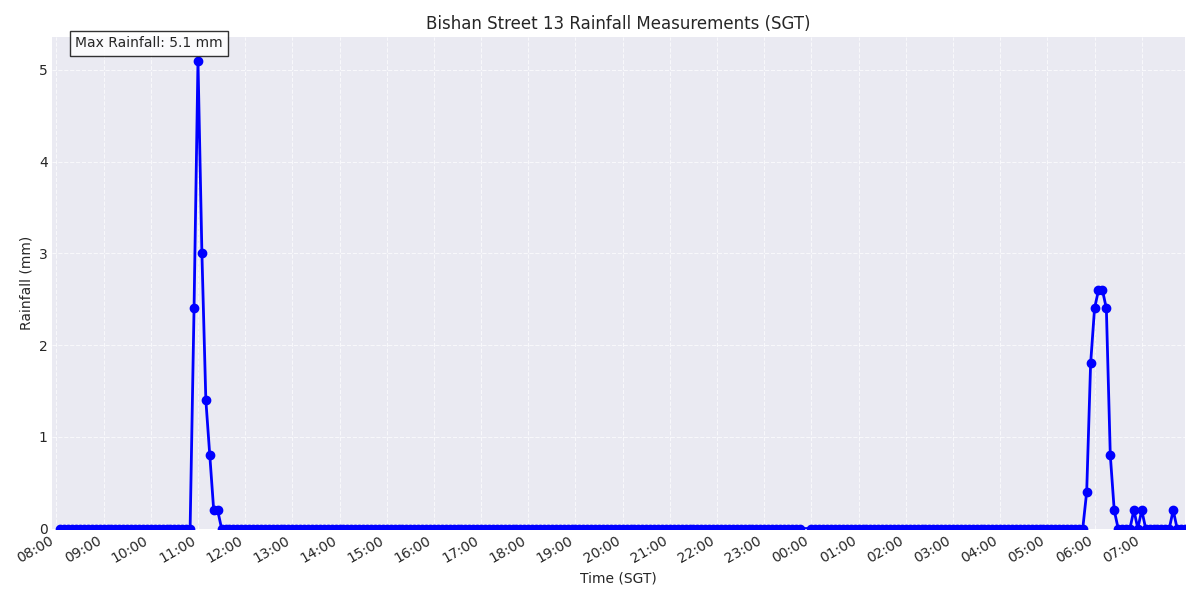 Bishan Street 13 Rainfall Measurements (SGT)
Max Rainfall: 5.1 mm
5
4
3
2
1
0
Rainfall (mm)
08:00 09:00 10:00 11:00 12:00 13:00 14:00 15:00 16:00 17:00 18:00 19:00 20:00 21:00 22:00 23:00 00:00 01:00 02:00 03:00 04:00 05:00 06:00 07:00
Time (SGT)